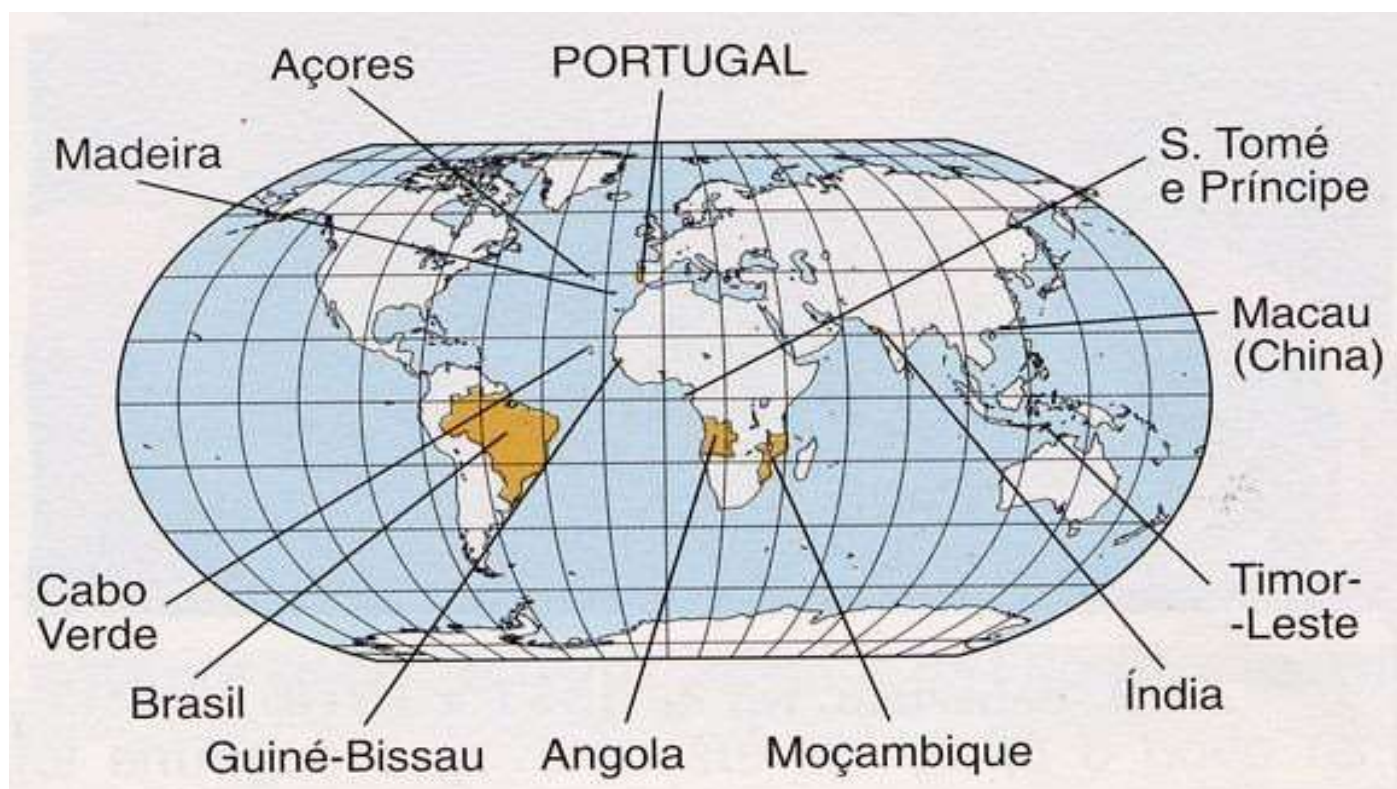 Açores
PORTUGAL
Madeira
S. Tomé
e Príncipe
Macau
(China)
Cabo
Verde
Timor-
-Leste
Brasil
Índia
Guiné-Bissau
Angola
Moçambique